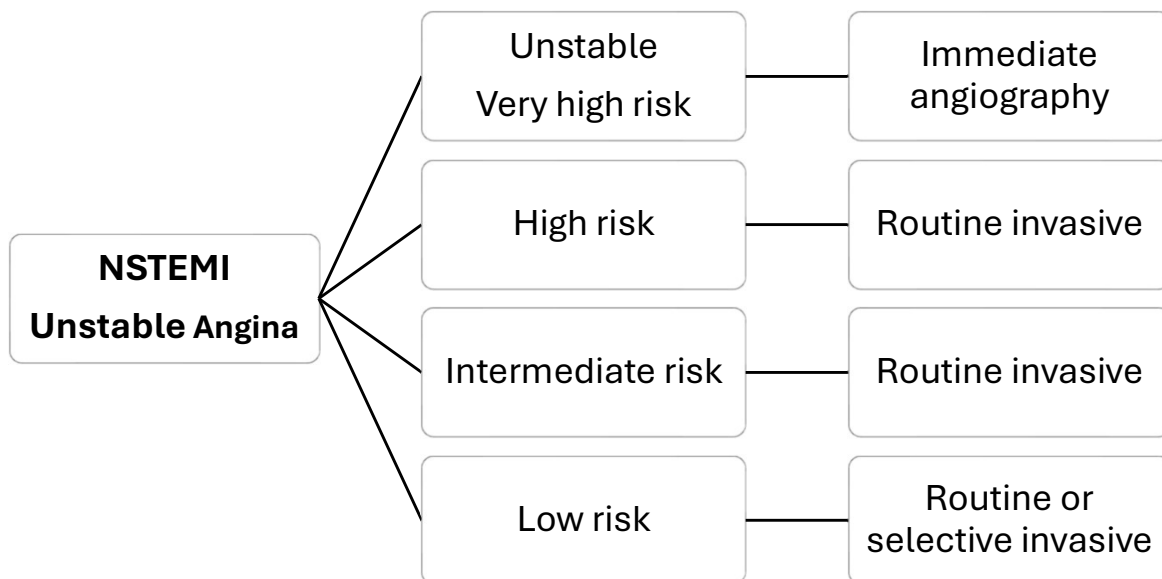 NSTEMI
Unstable Angina
Unstable
Very high risk
Immediate
angiography
High risk
Routine invasive
Intermediate risk
Routine invasive
Low risk
Routine or
selective invasive